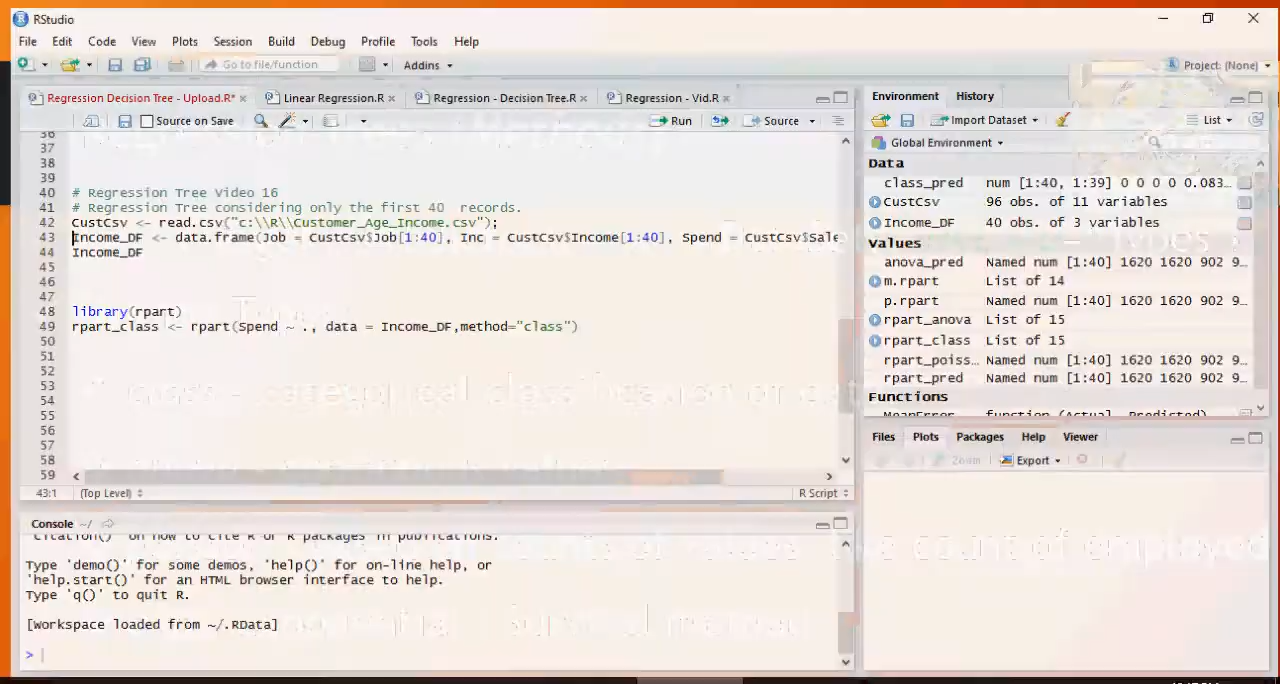 RStudio
File Edit Code View Plots Session Build Debug Profile Tools Help
Go to file/function Addins Project: (None)
Regression Decision Tree - Upload.R* Linear Regression.R Regression - Decision Tree.R Regression - Vid.R
Source on Save Run Source
36
37
38
39
40 # Regression Tree Video 16
41 # Regression Tree considering only the first 40 records.
42 CustCsv <- read.csv("c:\\R\\Customer_Age_Income.csv");
43 Income_DF <- data.frame(Job = CustCsv$Job[1:40], Inc = CustCsv$Income[1:40], Spend = CustCsv$Sale
44 Income_DF
45
46
47
48 library(rpart)
49 rpart_class <- rpart(Spend ~ ., data = Income_DF,method="class")
50
51
52
53
54
55
56
57
58
59
43:1 (Top Level) R Script
Console ~/
'citation()' on how to cite R or R packages in publications.
Type 'demo()' for some demos, 'help()' for on-line help, or
'help.start()' for an HTML browser interface to help.
Type 'q()' to quit R.
[Workspace loaded from ~/.RData]
>
Environment History
Import Dataset List
Global Environment
Data
class_pred num [1:40, 1:39] 0 0 0 0 0.083…
CustCsv 96 obs. of 11 variables
Income_DF 40 obs. of 3 variables
Values
anova_pred Named num [1:40] 1620 1620 902 9…
m.rpart List of 14
p.rpart Named num [1:40] 1620 1620 902 9…
rpart_anova List of 15
rpart_class List of 15
rpart_poiss… Named num [1:40] 1620 1620 902 9…
rpart_pred Named num [1:40] 1620 1620 902 9…
Functions
MeanError function (Actual, Predicted)
Files Plots Packages Help Viewer
Zoom Export
- Types :
class - categorical classification or
counts of values
count of employed
Survival